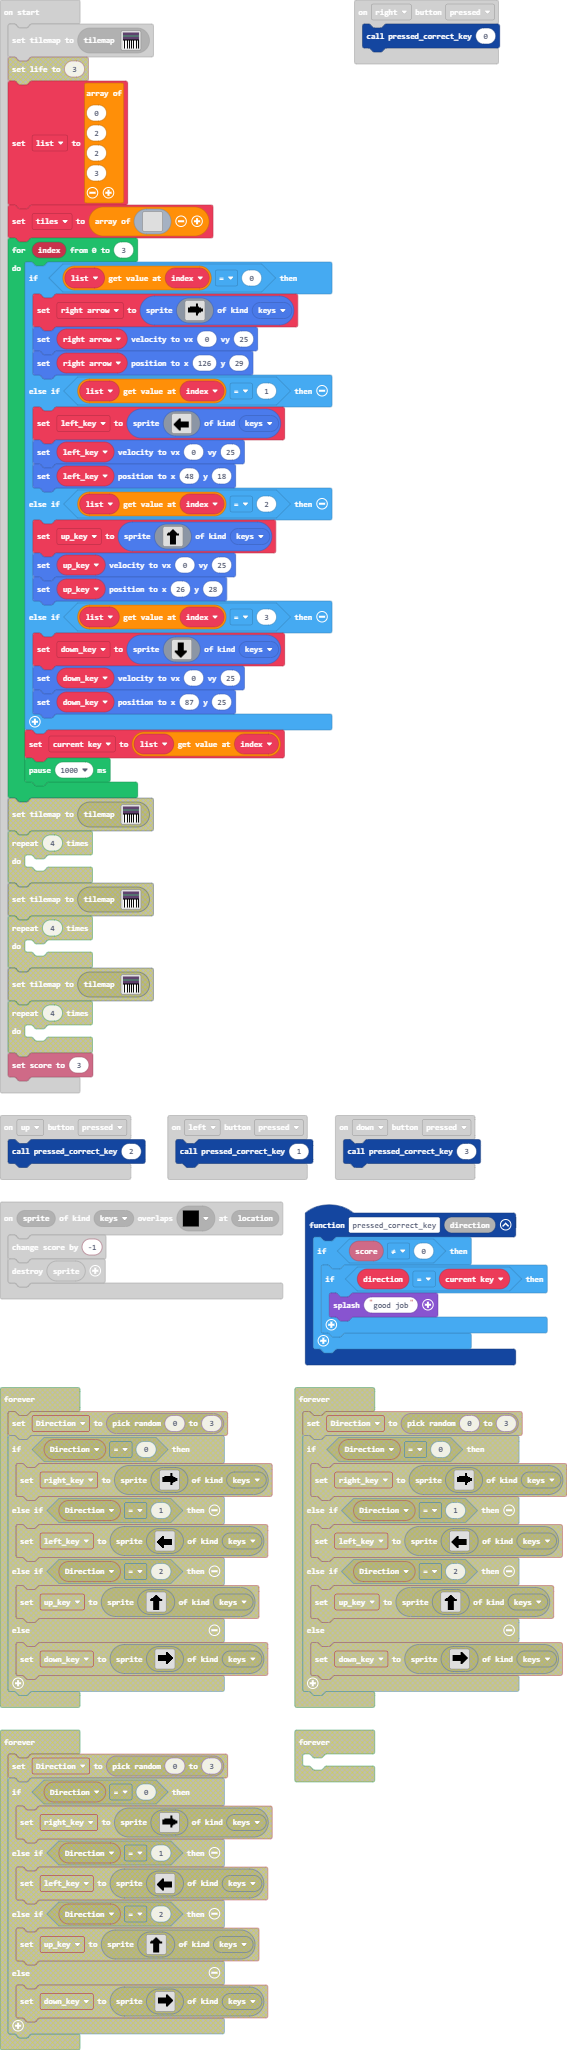 on start
set tilemap to tilemap
set life to 3
set list to array of 0 2 2 3
set tiles to array of
for index from 0 to 3
do
if list get value at index = 0 then
set right arrow to sprite of kind keys
set right arrow velocity to vx 0 vy 25
set right arrow position to x 126 y 29
else if list get value at index = 1 then
set left_key to sprite of kind keys
set left_key velocity to vx 0 vy 25
set left_key position to x 48 y 18
else if list get value at index = 2 then
set up_key to sprite of kind keys
set up_key velocity to vx 0 vy 25
set up_key position to x 26 y 28
else if list get value at index = 3 then
set down_key to sprite of kind keys
set down_key velocity to vx 0 vy 25
set down_key position to x 87 y 25
set current key to list get value at index
pause 1000 ms
set tilemap to tilemap
repeat 4 times
do
set tilemap to tilemap
repeat 4 times
do
set tilemap to tilemap
repeat 4 times
do
set score to 3
on right button pressed
call pressed_correct_key 0
on up button pressed
call pressed_correct_key 2
on left button pressed
call pressed_correct_key 1
on down button pressed
call pressed_correct_key 3
on sprite of kind keys overlaps at location
change score by -1
destroy sprite
function pressed_correct_key direction
if score ≠ 0 then
if direction = current key then
splash "good job"
forever
set Direction to pick random 0 to 3
if Direction = 0 then
set right_key to sprite of kind keys
else if Direction = 1 then
set left_key to sprite of kind keys
else if Direction = 2 then
set up_key to sprite of kind keys
else
set down_key to sprite of kind keys
forever
set Direction to pick random 0 to 3
if Direction = 0 then
set right_key to sprite of kind keys
else if Direction = 1 then
set left_key to sprite of kind keys
else if Direction = 2 then
set up_key to sprite of kind keys
else
set down_key to sprite of kind keys
forever
set Direction to pick random 0 to 3
if Direction = 0 then
set right_key to sprite of kind keys
else if Direction = 1 then
set left_key to sprite of kind keys
else if Direction = 2 then
set up_key to sprite of kind keys
else
set down_key to sprite of kind keys
forever